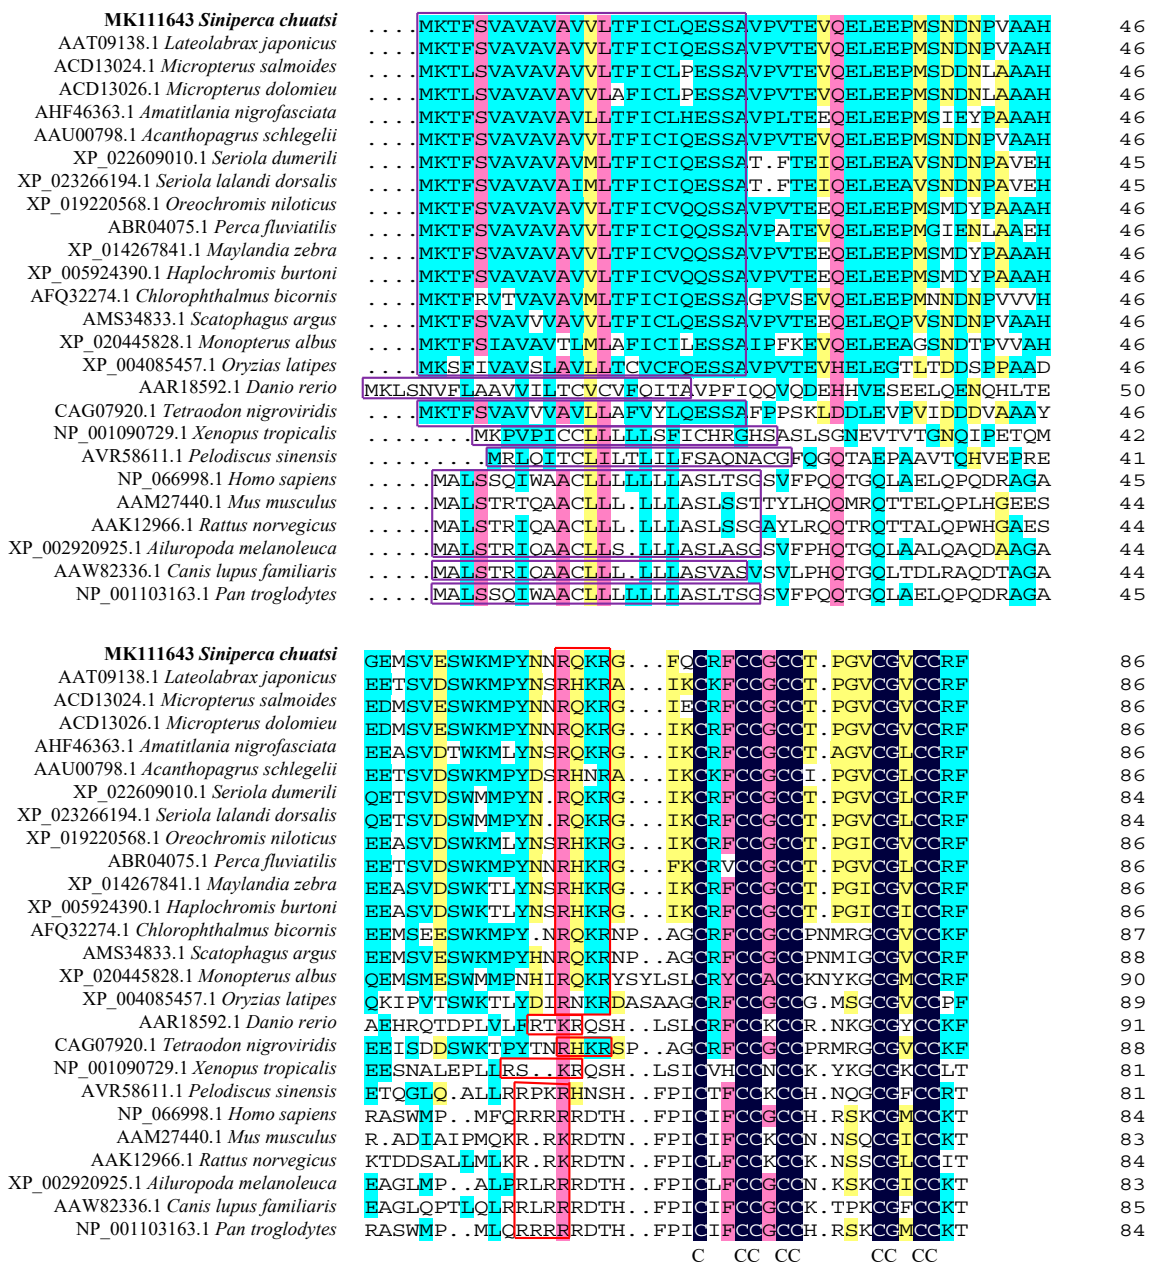 MK111643 Siniperca chuatsi ....MKTFSVAVAVAVVLTFICLQESSAVPVTEVQELEEPMSNDNPVAAH 46
AAT09138.1 Lateolabrax japonicus ....MKTFSVAVAVAVVLTFICLQESSAVPVTEVQELEEPMSNDNPVAAH 46
ACD13024.1 Micropterus salmoides ....MKTLSVAVAVAVVLTFICLPESSAVPVTEVQELEEPMSNDNLAAAH 46
ACD13026.1 Micropterus dolomieu ....MKTLSVAVAVAVVLAFICLPESSAVPVTEVQELEEPMSNDNLAAAH 46
AHF46363.1 Amatitlania nigrofasciata ....MKTFSVAVAVAVLLTFICLHESSAVPLTEEQELEEPMSIEYPAAAH 46
AAU00798.1 Acanthopagrus schlegelii ....MKTFSVAVAVAVVLTFICLQESSAVPVTEVQELEEPMSNDNPVAAH 46
XP_022609010.1 Seriola dumerili ....MKTFSVAVAVAVMLTFICIQESSAT.FTEIQELEEAVSNDNPAVEH 45
XP_023266194.1 Seriola lalandi dorsalis ....MKTFSVAVAVAIMLTFICIQESSAT.FTEIQELEEAVSNDNPAVEH 45
XP_019220568.1 Oreochromis niloticus ....MKTFSVAVAVAVVLTFICVQQSSAVPVTEEQELEEPMSMDYPAAAH 46
ABR04075.1 Perca fluviatilis ....MKTFSVAVAVAVVLTFICIQQSSAVPATEVQELEEPMGIENLAAEH 46
XP_014267841.1 Maylandia zebra ....MKTFSVAVAVAVVLTFICVQQSSAVPVTEEQELEEPMSMDYPAAAH 46
XP_005924390.1 Haplochromis burtoni ....MKTFSVAVAVAVVLTFICVQQSSAVPVTEEQELEEPMSMDYPAAAH 46
AFQ32274.1 Chlorophthalmus bicornis ....MKTFRVTVAVAVMLTFICIQESSAGPVSEVQELEEPMNNDNPVVVH 46
AMS34833.1 Scatophagus argus ....MKTFSVAVVVAVVLTFICLQESSAVPVTEEQELEQPVSNDNPVAAH 46
XP_020445828.1 Monopterus albus ....MKTFSIAVAVTLMLAFICILESSAIPFKEVQELEEAGSNDTPVVAH 46
XP_004085457.1 Oryzias latipes ....MKSFIVAVSLAVLLTCVCFQESSAVPVTEVHELEGTLTDDSPPAAD 46
AAR18592.1 Danio rerio MKLSNVFLAAVVILTCVCVFQITAVPFIQQVQDEHHVESEELQENQHLTE 50
CAG07920.1 Tetraodon nigroviridis ....MKTFSVAVVVAVLLAFVYLQESSAFPPSKLDDLEVPVIDDDVAAAY 46
NP_001090729.1 Xenopus tropicalis ........MKPVPICCLLLLLLSFICHRGHSASLSGNEVTVTGNQIPETQM 42
AVR58611.1 Pelodiscus sinensis .........MRLQITCLILTLILFSAQNACGFQGQTAEPAAVTQHVEPRE 41
NP_066998.1 Homo sapiens .....MALSSQIWAACLLLLLLLASLTSGSVFPQQTGQLAELQPQDRAGA 45
AAM27440.1 Mus musculus .....MALSTRTQAACLLL.LLLASLSSTTYLHQQMRQTTELQPLHGEES 44
AAK12966.1 Rattus norvegicus .....MALSTRIQAACLLL.LLLASLSSGAYLRQQTRQTTALQPWHGAES 44
XP_002920925.1 Ailuropoda melanoleuca .....MALSTRIQAACLLS.LLLASLASGSVFPHQTGQLAALQAQDAAGA 44
AAW82336.1 Canis lupus familiaris .....MALSTRIQAACLLL.LLLASVASVSVLPHQTGQLTDLRAQDTAGA 44
NP_001103163.1 Pan troglodytes .....MALSSQIWAACLLLLLLLASLTSGSVFPQQTGQLAELQPQDRAGA 45
MK111643 Siniperca chuatsi GEMSVESWKMPYNNRQKRG...FQCRFCCGCCT.PGVCGVCCRF 86
AAT09138.1 Lateolabrax japonicus EETSVDSWKMPYNSRHKRA...IKCKFCCGCCT.PGVCGVCCRF 86
ACD13024.1 Micropterus salmoides EDMSVESWKMPYNNRQKRG...IECRFCCGCCT.PGVCGVCCRF 86
ACD13026.1 Micropterus dolomieu EDMSVESWKMPYNNRQKRG...IKCRFCCGCCT.PGVCGVCCRF 86
AHF46363.1 Amatitlania nigrofasciata EEASVDTWKMLYNSRQKRG...IKCRFCCGCCT.AGVCGLCCRF 86
AAU00798.1 Acanthopagrus schlegelii EETSVDSWKMPYDSRHNRA...IKCKFCCGCCI.PGVCGLCCRF 86
XP_022609010.1 Seriola dumerili QETSVDSWMMPYN.RQKRG...IKCRFCCGCCT.PGVCGLCCRF 84
XP_023266194.1 Seriola lalandi dorsalis QETSVDSWMMPYN.RQKRG...IKCRFCCGCCT.PGVCGLCCRF 84
XP_019220568.1 Oreochromis niloticus EEASVDSWKMLYNSRHKRG...IKCRFCCGCCT.PGICGVCCRF 86
ABR04075.1 Perca fluviatilis EETSVDSWKMPYNNRHKRG...FKCRVCCGCCT.PGVCGLCCRF 86
XP_014267841.1 Maylandia zebra EEASVDSWKTLYNSRHKRG...IKCRFCCGCCT.PGICGVCCRF 86
XP_005924390.1 Haplochromis burtoni EEASVDSWKTLYNSRHKRG...IKCRFCCGCCT.PGICGICCRF 86
AFQ32274.1 Chlorophthalmus bicornis EEMSEESWKMPY.NRQKRNP..AGCRFCCGCCPNMRGCGVCCKF 87
AMS34833.1 Scatophagus argus EEMSVESWKMPYHNRQKRNP..AGCRFCCGCCPNMIGCGVCCRF 88
XP_020445828.1 Monopterus albus QEMSMESWMMPNHIRQKRYSYLSLCRYCCACCKNYKGCGMCCRF 90
XP_004085457.1 Oryzias latipes QKIPVTSWKTLYDIRNKRDASAAGCRFCCGCCG.MSGCGVCCPF 89
AAR18592.1 Danio rerio AEHRQTDPLVLFRTKRQSH..LSLCRFCCKCCR.NKGCGYCCKF 91
CAG07920.1 Tetraodon nigroviridis EEISDDSWKTPYTNRHKRSP..AGCRFCCGCCPRMRGCGVCCRF 88
NP_001090729.1 Xenopus tropicalis EESNALEPLLRS..KRQSH..LSICVHCCNCCK.YKGCGKCCLT 81
AVR58611.1 Pelodiscus sinensis ETQGLQ.ALLRRPKRHNSH..FPICTFCCKCCH.NQGCGFCCRT 81
NP_066998.1 Homo sapiens RASWMP..MFQRRRRRDTH..FPICIFCCGCCH.RSKCGMCCKT 84
AAM27440.1 Mus musculus R.ADIAIPMQKR.RKRDTN..FPICIFCCKCCN.NSQCGICCKT 83
AAK12966.1 Rattus norvegicus KTDDSALLMLKR.RKRDTN..FPICLFCCKCCK.NSSCGLCCIT 84
XP_002920925.1 Ailuropoda melanoleuca EAGLMP..ALPRLRRRDTH..FPICLFCCGCCN.KSKCGICCKT 83
AAW82336.1 Canis lupus familiaris EAGLQPTLQLRRLRRRDTH..FPICIFCCGCCK.TPKCGFCCKT 85
NP_001103163.1 Pan troglodytes RASWMP..MLQRRRRRDTH..FPICIFCCGCCH.RSKCGMCCKT 84
C CC CC CC CC